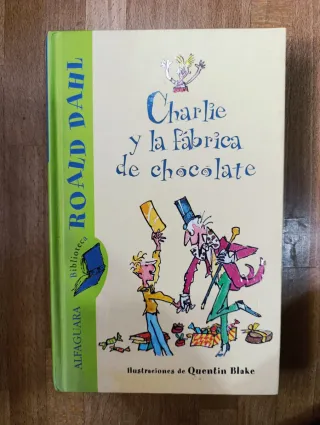 Charlie
y la fábrica
de chocolate
Ilustraciones de Quentin Blake
ROALD DAHL
Biblioteca
ALFAGUARA